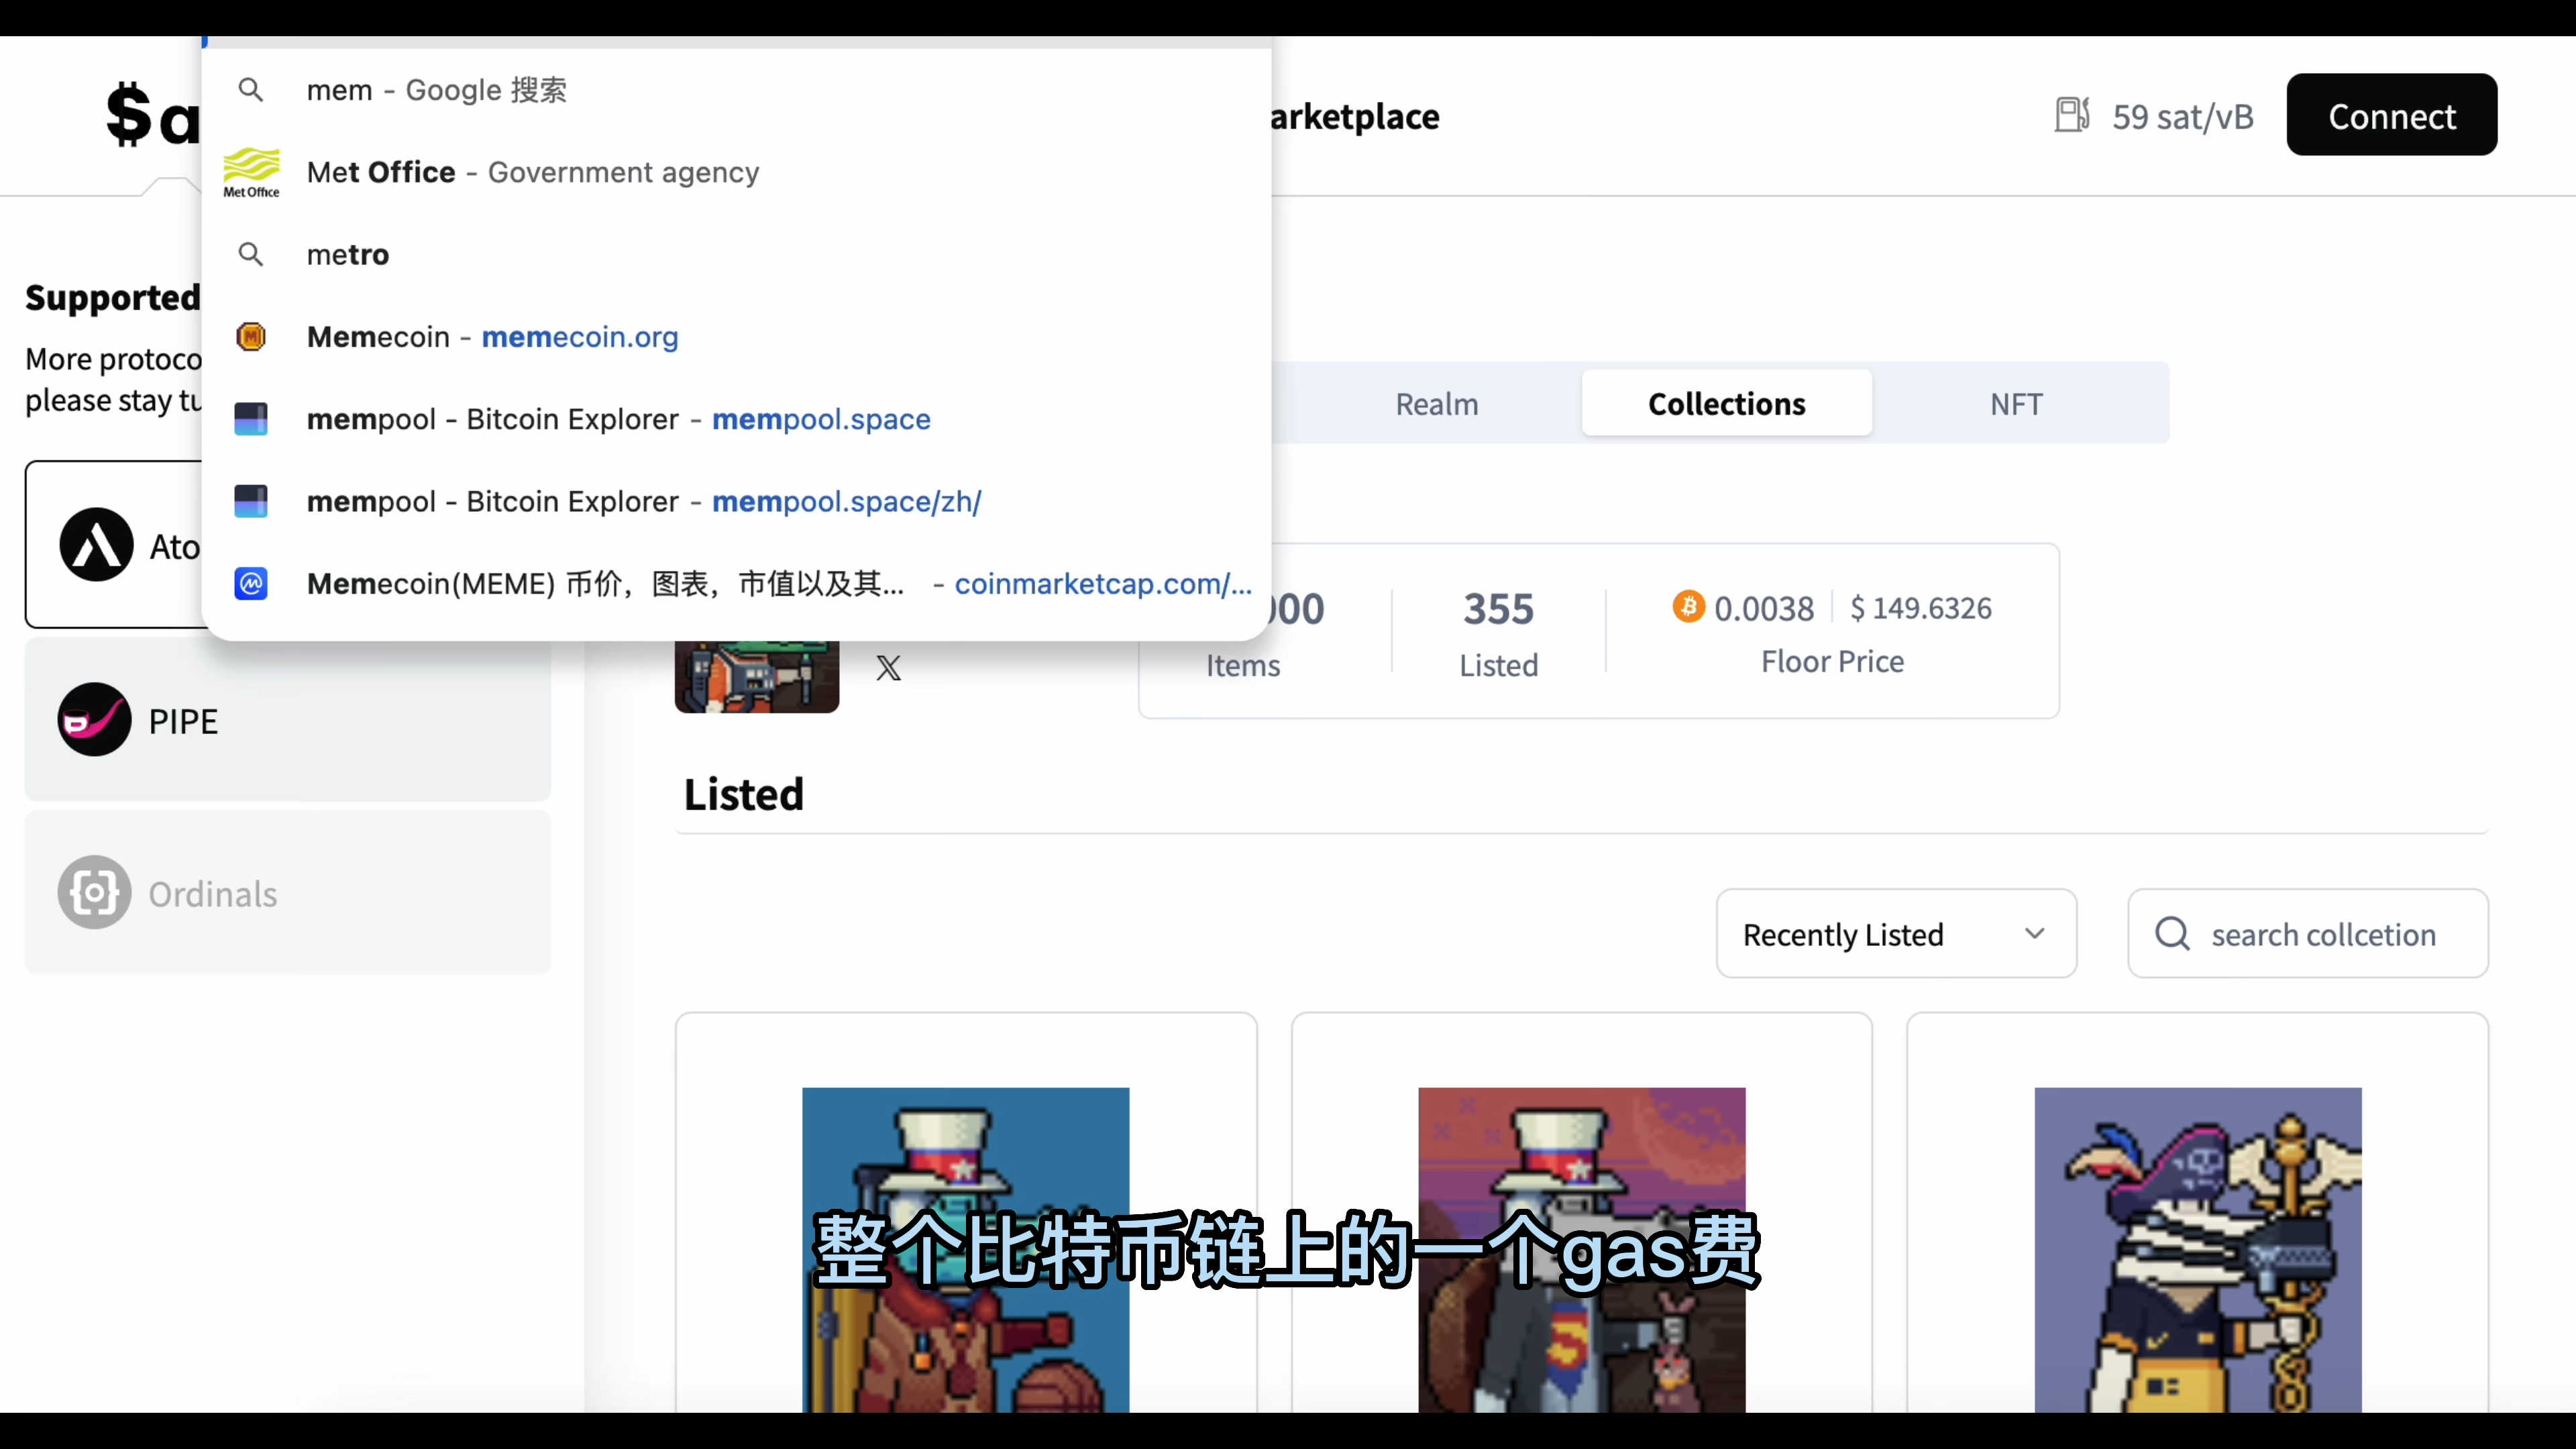 $a
mem - Google 搜索
Met Office
Met Office - Government agency
metro
Memecoin - memecoin.org
mempool - Bitcoin Explorer - mempool.space
mempool - Bitcoin Explorer - mempool.space/zh/
Memecoin(MEME) 币价，图表，市值以及其... - coinmarketcap.com/...
arketplace
59 sat/vB
Connect
Supported
More protoco
please stay tu
Ato
PIPE
Ordinals
Realm
Collections
NFT
000
Items
355
Listed
0.0038
$ 149.6326
Floor Price
Listed
Recently Listed
search collcetion
整个比特币链上的一个gas费